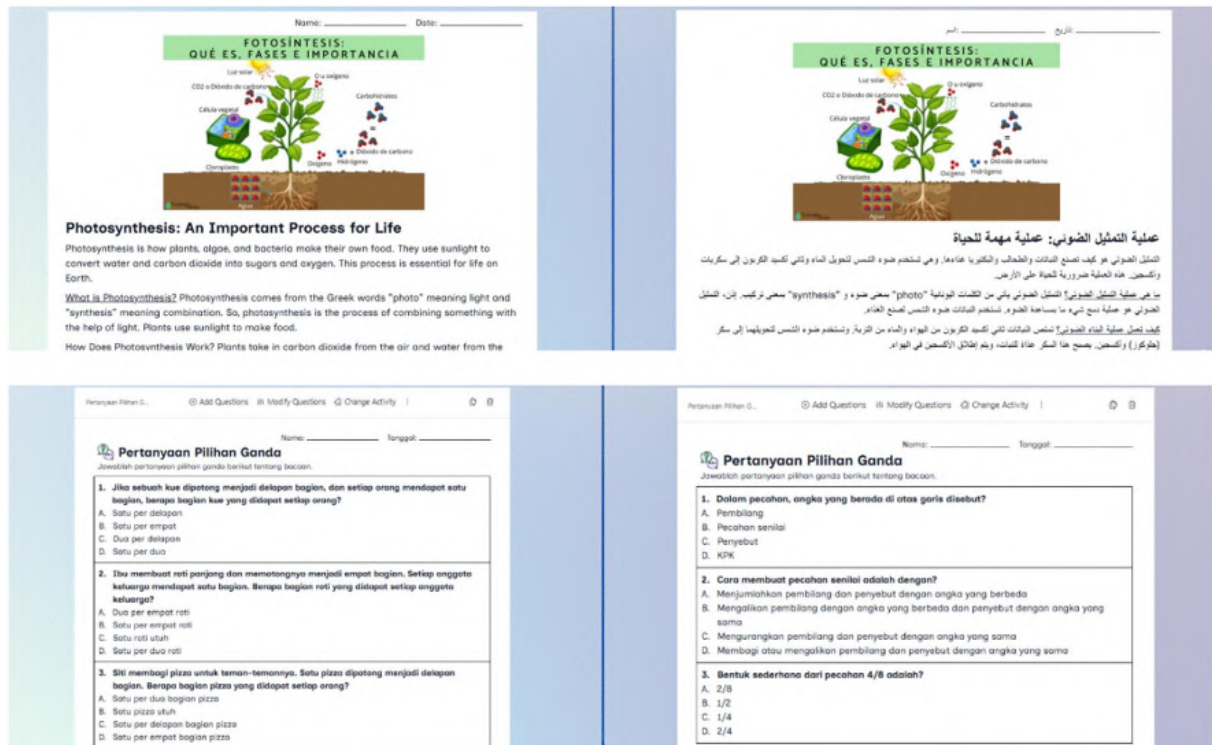 Name: Date:
FOTOSÍNTESIS:
QUÉ ES, FASES E IMPORTANCIA
Luz solar
O u oxígeno
CO2 o Dióxido de carbono
Carbohidratos
Célula vegetal
=
+ Dióxido de carbono
Oxígeno Hidrógeno
Cloroplasto
Agua
Photosynthesis: An Important Process for Life
Photosynthesis is how plants, algae, and bacteria make their own food. They use sunlight to
convert water and carbon dioxide into sugars and oxygen. This process is essential for life on
Earth.
What is Photosynthesis? Photosynthesis comes from the Greek words "photo" meaning light and
"synthesis" meaning combination. So, photosynthesis is the process of combining something with
the help of light. Plants use sunlight to make food.
How Does Photosynthesis Work? Plants take in carbon dioxide from the air and water from the
اسم: تاريخ:
FOTOSÍNTESIS:
QUÉ ES, FASES E IMPORTANCIA
Luz solar
O u oxígeno
CO2 o Dióxido de carbono
Carbohidratos
Célula vegetal
=
+ Dióxido de carbono
Oxígeno Hidrógeno
Cloroplasto
Agua
عملية التمثيل الضوئي: عملية مهمة للحياة
التمثيل الضوئي هو كيف تصنع النباتات والطحالب والبكتيريا غذاءها. وهي تستخدم ضوء الشمس لتحويل الماء وثاني أكسيد الكربون إلى سكريات
وأكسجين. هذه العملية ضرورية للحياة على الأرض.
ما هي عملية التمثيل الضوئي؟ التمثيل الضوئي يأتي من الكلمات اليونانية "photo" بمعنى ضوء و "synthesis" بمعنى تركيب. إذن، التمثيل
الضوئي هو عملية دمج شيء ما بمساعدة الضوء. تستخدم النباتات ضوء الشمس لصنع الغذاء.
كيف تعمل عملية البناء الضوئي؟ تمتص النباتات ثاني أكسيد الكربون من الهواء والماء من التربة. وتستخدم ضوء الشمس لتحويلهما إلى سكر
(جلوكوز) وأكسجين. يصبح هذا السكر غذاءً للنبات، ويتم إطلاق الأكسجين في الهواء.
Pertanyaan Pilihan G... Add Questions Modify Questions Change Activity
Name: Tanggal:
Pertanyaan Pilihan Ganda
Jawablah pertanyaan pilihan ganda berikut tentang bacaan.
1. Jika sebuah kue dipotong menjadi delapan bagian, dan setiap orang mendapat satu
bagian, berapa bagian kue yang didapat setiap orang?
A. Satu per delapan
B. Satu per empat
C. Dua per delapan
D. Satu per dua
2. Ibu membuat roti panjang dan memotongnya menjadi empat bagian. Setiap anggota
keluarga mendapat satu bagian. Berapa bagian roti yang didapat setiap anggota
keluarga?
A. Dua per empat roti
B. Satu per empat roti
C. Satu roti utuh
D. Satu per dua roti
3. Siti membagi pizza untuk teman-temannya. Satu pizza dipotong menjadi delapan
bagian. Berapa bagian pizza yang didapat setiap orang?
A. Satu per dua bagian pizza
B. Satu pizza utuh
C. Satu per delapan bagian pizza
D. Satu per empat bagian pizza
Pertanyaan Pilihan G... Add Questions Modify Questions Change Activity
Name: Tanggal:
Pertanyaan Pilihan Ganda
Jawablah pertanyaan pilihan ganda berikut tentang bacaan.
1. Dalam pecahan, angka yang berada di atas garis disebut?
A. Pembilang
B. Pecahan senilai
C. Penyebut
D. KPK
2. Cara membuat pecahan senilai adalah dengan?
A. Menjumlahkan pembilang dan penyebut dengan angka yang berbeda
B. Mengalikan pembilang dengan angka yang berbeda dan penyebut dengan angka yang
sama
C. Mengurangkan pembilang dan penyebut dengan angka yang sama
D. Membagi atau mengalikan pembilang dan penyebut dengan angka yang sama
3. Bentuk sederhana dari pecahan 4/8 adalah?
A. 2/8
B. 1/2
C. 1/4
D. 2/4